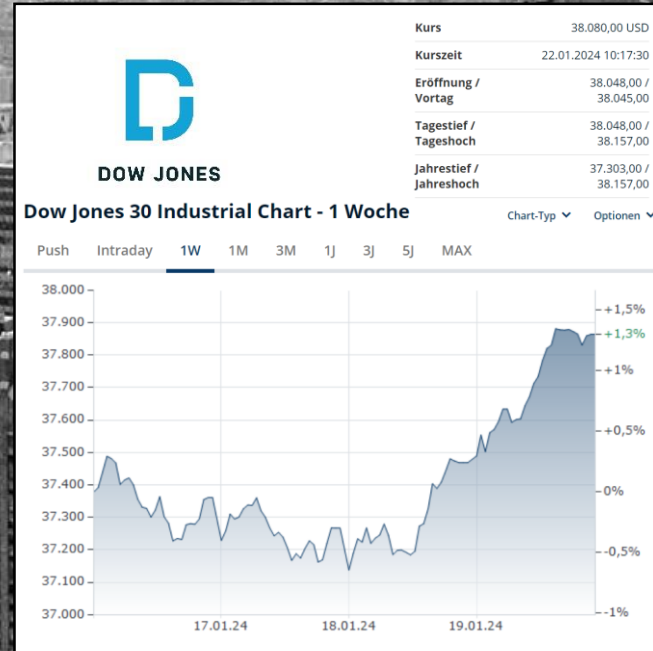 Kurs 38.080,00 USD
Kurszeit 22.01.2024 10:17:30
Eröffnung / 38.048,00 /
Vortag 38.045,00
Tagestief / 38.048,00 /
Tageshoch 38.157,00
Jahrestief / 37.303,00 /
Jahreshoch 38.157,00
DOW JONES
Dow Jones 30 Industrial Chart - 1 Woche
Chart-Typ Optionen
Push Intraday 1W 1M 3M 1J 3J 5J MAX
38.000
37.900
37.800
37.700
37.600
37.500
37.400
37.300
37.200
37.100
37.000
+1,5%
+1,3%
+1%
+0,5%
0%
-0,5%
-1%
17.01.24 18.01.24 19.01.24